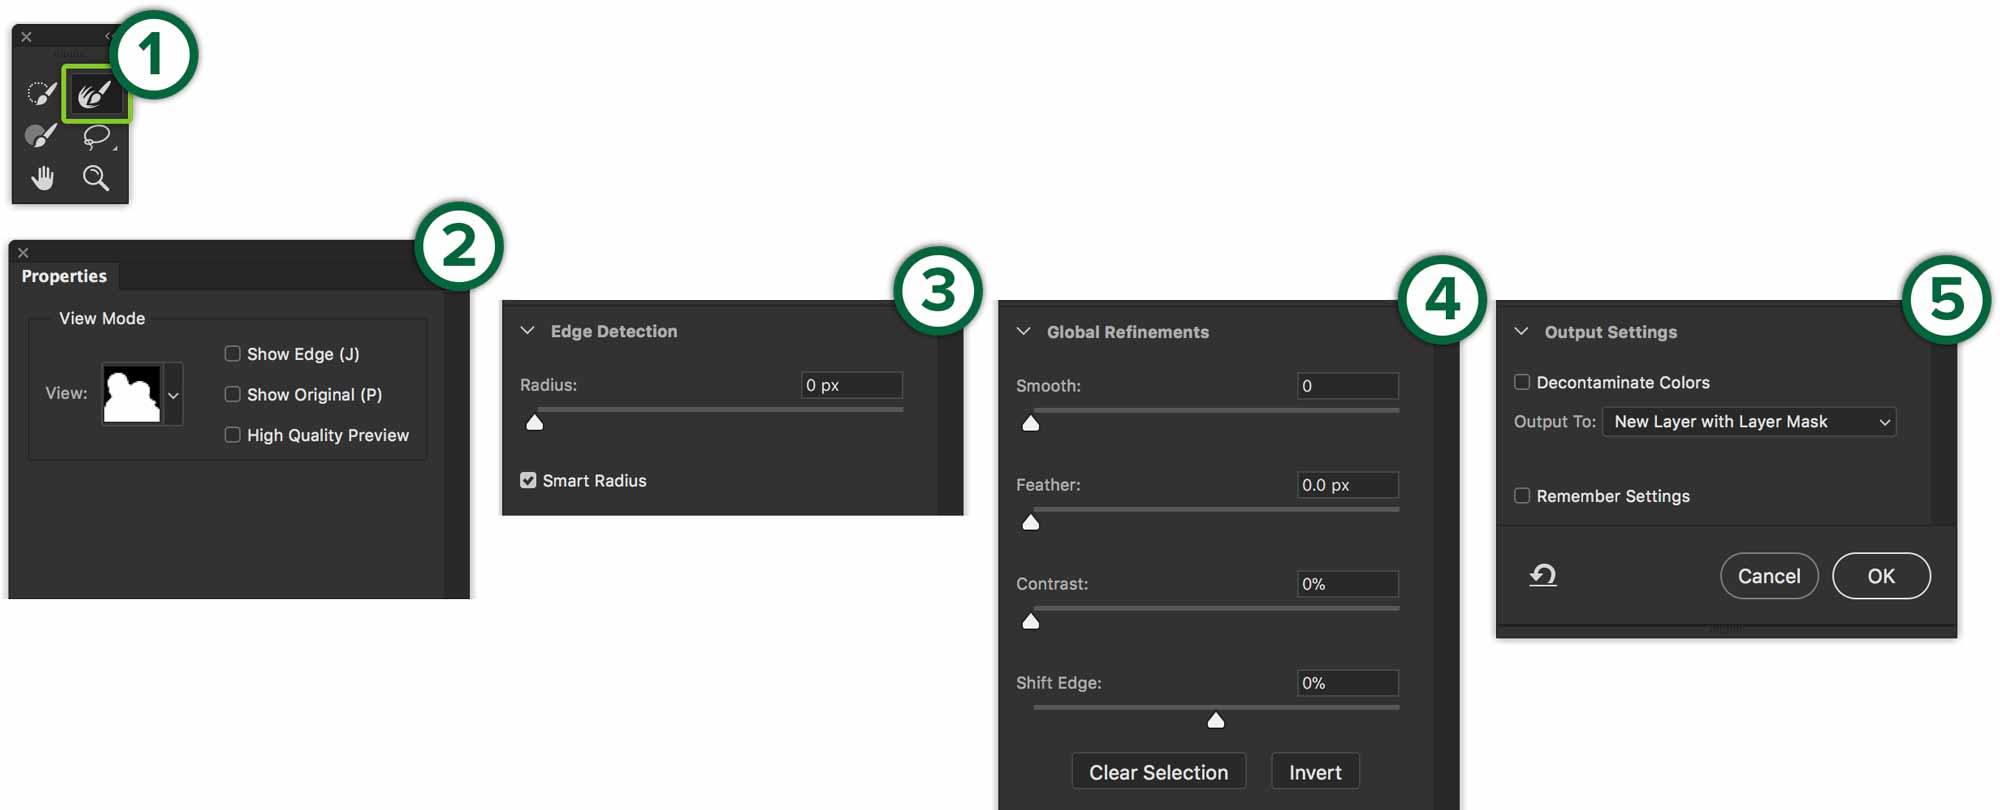 1
2
Properties
View Mode
View:
Show Edge (J)
Show Original (P)
High Quality Preview
3
Edge Detection
Radius: 0 px
Smart Radius
4
Global Refinements
Smooth: 0
Feather: 0.0 px
Contrast: 0%
Shift Edge: 0%
Clear Selection Invert
5
Output Settings
Decontaminate Colors
Output To: New Layer with Layer Mask
Remember Settings
Cancel OK